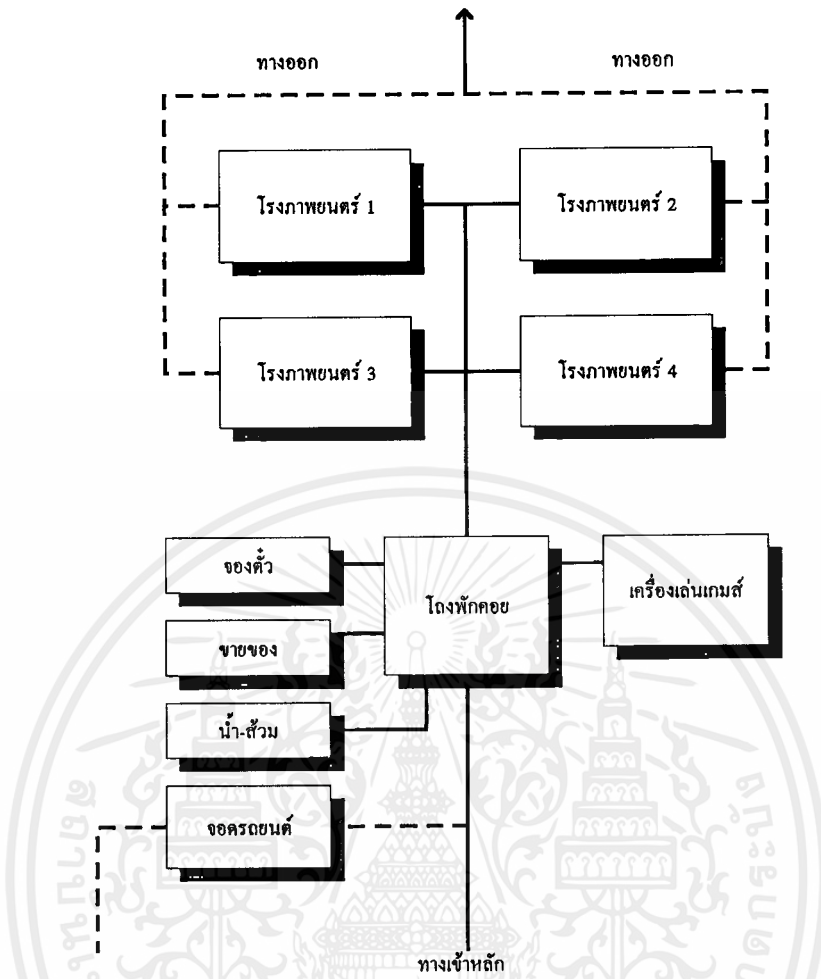 ทางออก
ทางออก
โรงภาพยนตร์ 1
โรงภาพยนตร์ 2
โรงภาพยนตร์ 3
โรงภาพยนตร์ 4
จองตั๋ว
โถงพักคอย
เครื่องเล่นเกมส์
ขายของ
น้ำ-ส้วม
จอดรถยนต์
ทางเข้าหลัก